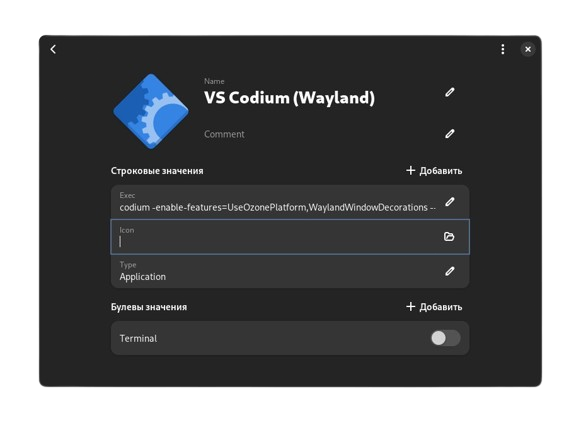 Name
VS Codium (Wayland)
Comment
Строковые значения
Добавить
Exec
codium -enable-features=UseOzonePlatform,WaylandWindowDecorations --
Icon
Type
Application
Булевы значения
Добавить
Terminal